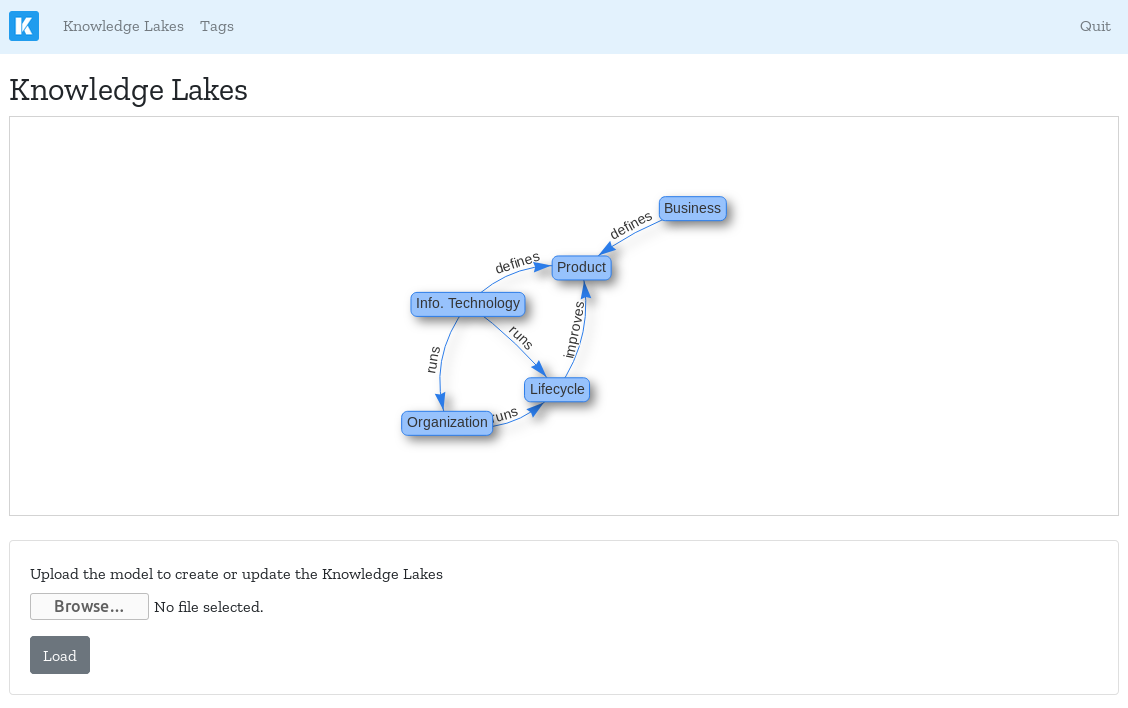 K
Knowledge Lakes Tags Quit
Knowledge Lakes
Business
defines
defines
Product
Info. Technology
runs
improves
runs
Lifecycle
runs
Organization
Upload the model to create or update the Knowledge Lakes
Browse... No file selected.
Load